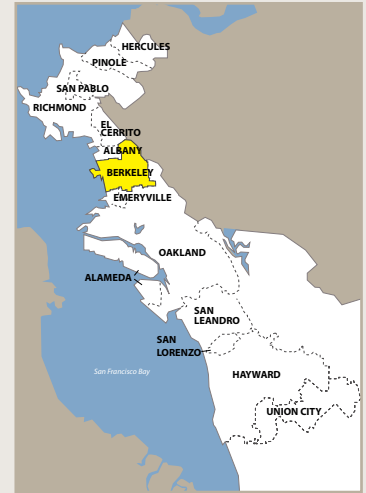 HERCULES
PINOLE
SAN PABLO
RICHMOND
EL
CERRITO
ALBANY
BERKELEY
EMERYVILLE
OAKLAND
ALAMEDA
SAN
LEANDRO
SAN
LORENZO
San Francisco Bay
HAYWARD
UNION CITY